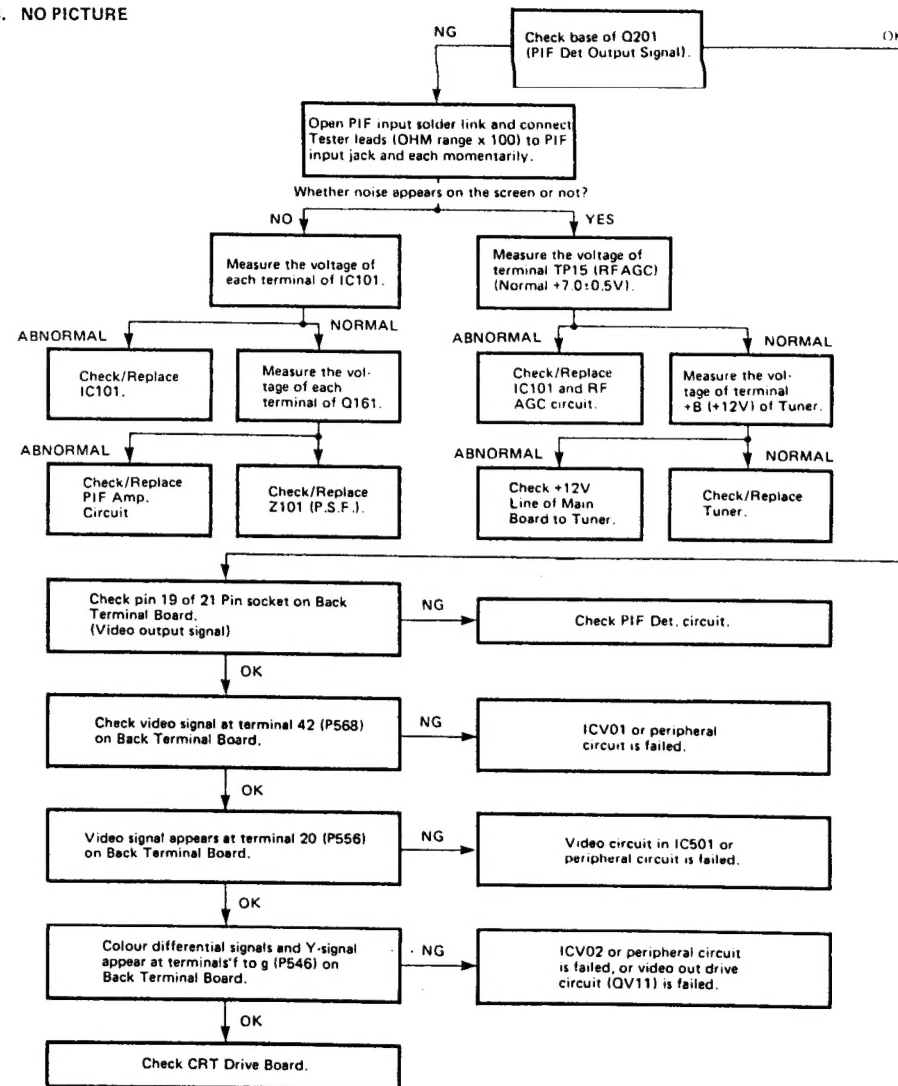 . NO PICTURE
NG
Check base of Q201
(PIF Det Output Signal).
Open PIF input solder link and connect
Tester leads (OHM range x 100) to PIF
input jack and each momentarily.
Whether noise appears on the screen or not?
NO
YES
Measure the voltage of
each terminal of IC101.
Measure the voltage of
terminal TP15 (RF AGC)
(Normal +7.0±0.5V).
ABNORMAL
NORMAL
ABNORMAL
NORMAL
Check/Replace
IC101.
Measure the vol-
tage of each
terminal of Q161.
Check/Replace
IC101 and RF
AGC circuit.
Measure the vol-
tage of terminal
+B (+12V) of Tuner.
ABNORMAL
NORMAL
ABNORMAL
NORMAL
Check/Replace
PIF Amp.
Circuit
Check/Replace
Z101 (P.S.F.).
Check +12V
Line of Main
Board to Tuner.
Check/Replace
Tuner.
Check pin 19 of 21 Pin socket on Back
Terminal Board.
(Video output signal)
NG
Check PIF Det. circuit.
OK
Check video signal at terminal 42 (P568)
on Back Terminal Board.
NG
ICV01 or peripheral
circuit is failed.
OK
Video signal appears at terminal 20 (P556)
on Back Terminal Board.
NG
Video circuit in IC501 or
peripheral circuit is failed.
OK
Colour differential signals and Y-signal
appear at terminals'f to g (P546) on
Back Terminal Board.
NG
ICV02 or peripheral circuit
is failed, or video out drive
circuit (QV11) is failed.
OK
Check CRT Drive Board.